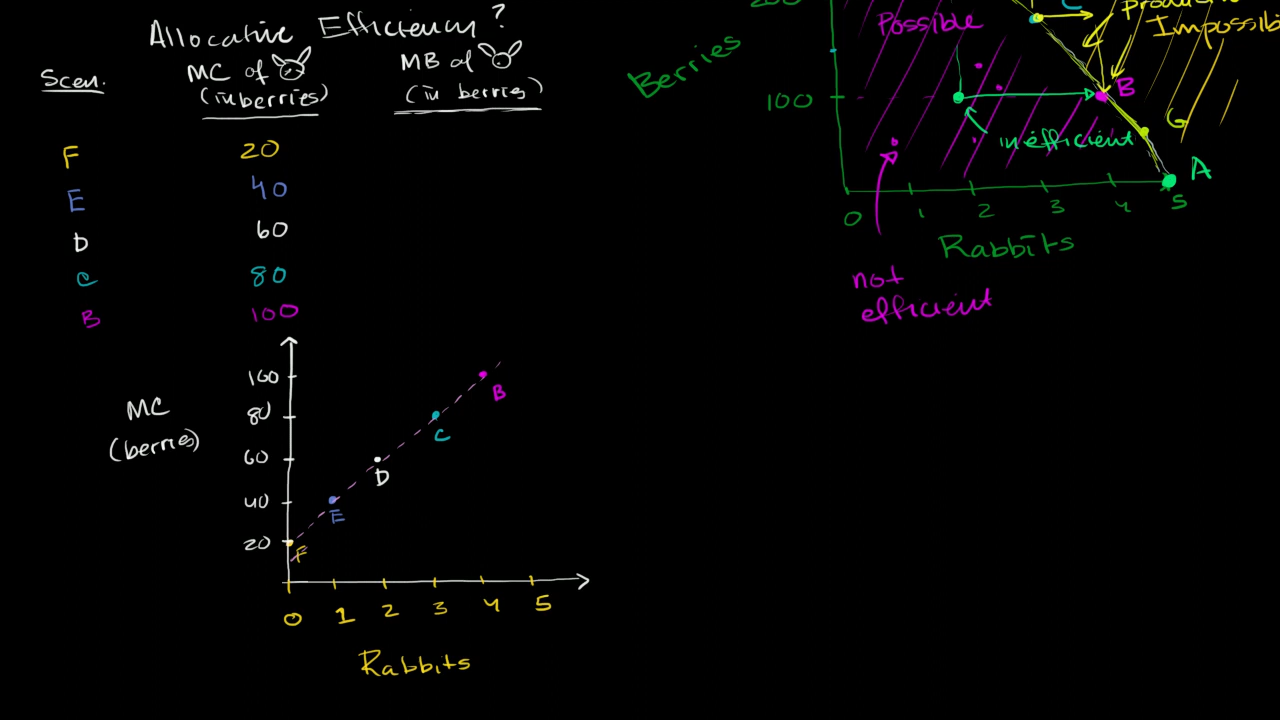 Allocative Efficiency?
Scen.
MC of
(in berries)
MB of
(in berries)
F 20
E 40
D 60
C 80
B 100
MC
(berries)
100
80
60
40
20
F
E
D
C
B
0 1 2 3 4 5
Rabbits
200
Possible
C
Impossib
Berries
100
B
G
inefficient
A
0 1 2 3 4 5
Rabbits
not
efficient